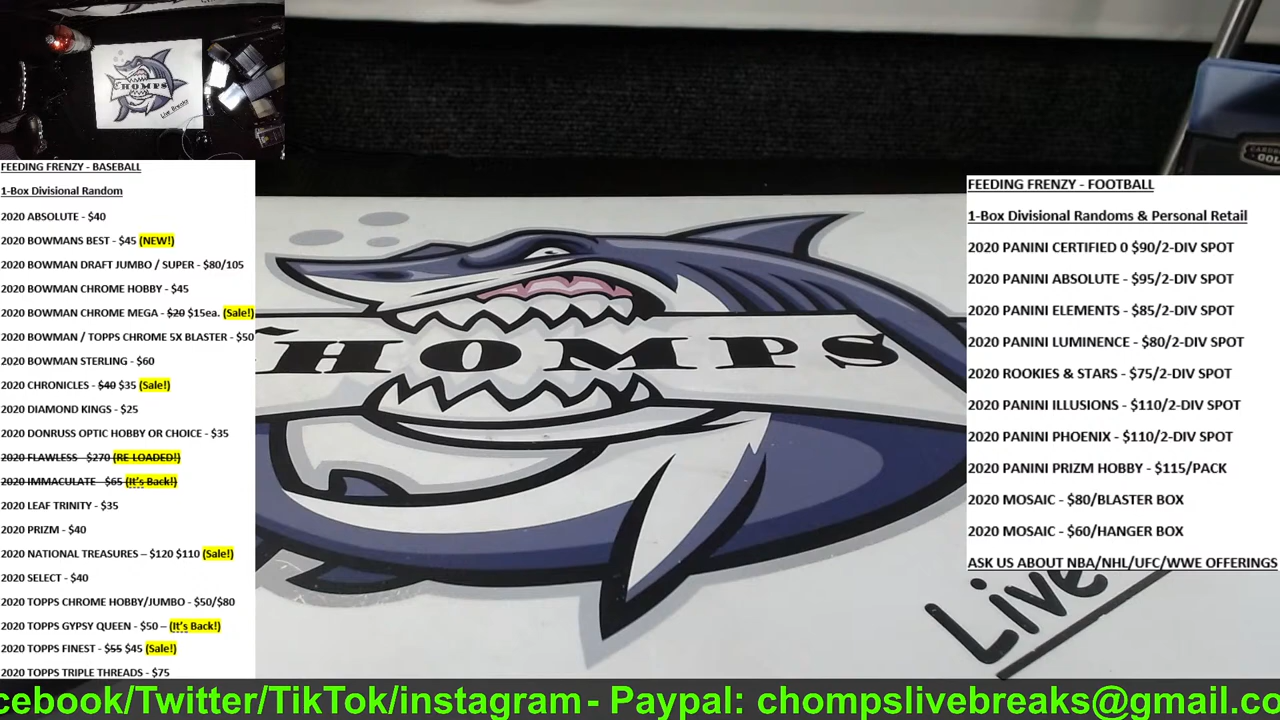 CHOMPS
Live Breaks
FEEDING FRENZY - BASEBALL
1-Box Divisional Random
2020 ABSOLUTE - $40
2020 BOWMANS BEST - $45 (NEW!)
2020 BOWMAN DRAFT JUMBO / SUPER - $80/105
2020 BOWMAN CHROME HOBBY - $45
2020 BOWMAN CHROME MEGA - $20 $15ea. (Sale!)
2020 BOWMAN / TOPPS CHROME 5X BLASTER - $50
2020 BOWMAN STERLING - $60
2020 CHRONICLES - $40 $35 (Sale!)
2020 DIAMOND KINGS - $25
2020 DONRUSS OPTIC HOBBY OR CHOICE - $35
2020 FLAWLESS - $270 (RE LOADED!)
2020 IMMACULATE - $65 (It's Back!)
2020 LEAF TRINITY - $35
2020 PRIZM - $40
2020 NATIONAL TREASURES – $120 $110 (Sale!)
2020 SELECT - $40
2020 TOPPS CHROME HOBBY/JUMBO - $50/$80
2020 TOPPS GYPSY QUEEN - $50 – (It's Back!)
2020 TOPPS FINEST - $55 $45 (Sale!)
2020 TOPPS TRIPLE THREADS - $75
CHOMPS
Live
FEEDING FRENZY - FOOTBALL
1-Box Divisional Randoms & Personal Retail
2020 PANINI CERTIFIED 0 $90/2-DIV SPOT
2020 PANINI ABSOLUTE - $95/2-DIV SPOT
2020 PANINI ELEMENTS - $85/2-DIV SPOT
2020 PANINI LUMINENCE - $80/2-DIV SPOT
2020 ROOKIES & STARS - $75/2-DIV SPOT
2020 PANINI ILLUSIONS - $110/2-DIV SPOT
2020 PANINI PHOENIX - $110/2-DIV SPOT
2020 PANINI PRIZM HOBBY - $115/PACK
2020 MOSAIC - $80/BLASTER BOX
2020 MOSAIC - $60/HANGER BOX
ASK US ABOUT NBA/NHL/UFC/WWE OFFERINGS
cebook/Twitter/TikTok/instagram - Paypal: chompslivebreaks@gmail.co